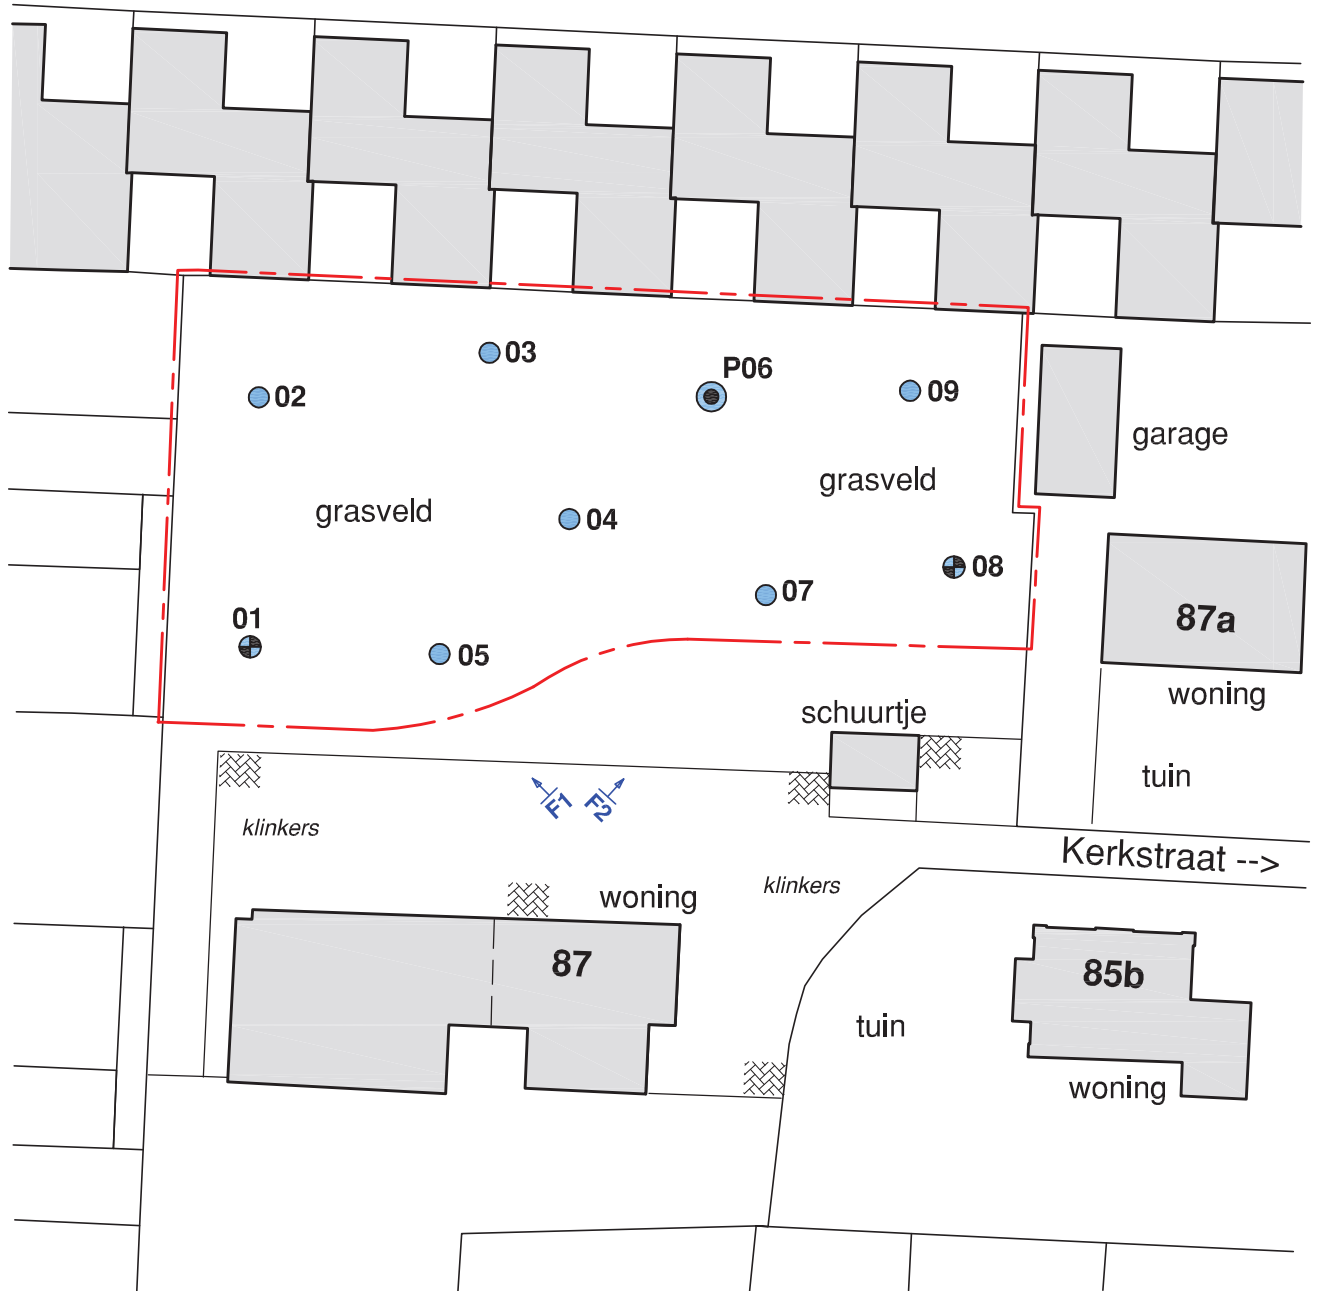 03
P06
02
09
garage
grasveld
grasveld
04
08
07
01
87a
05
woning
schuurtje
tuin
F1
F2
klinkers
Kerkstraat -->
klinkers
woning
87
85b
tuin
woning